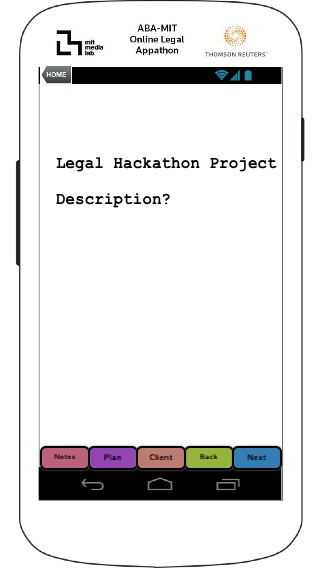 mit
media
lab
ABA-MIT
Online Legal
Appathon
THOMSON REUTERS
HOME
Legal Hackathon Project
Description?
Notes Plan Client Back Next